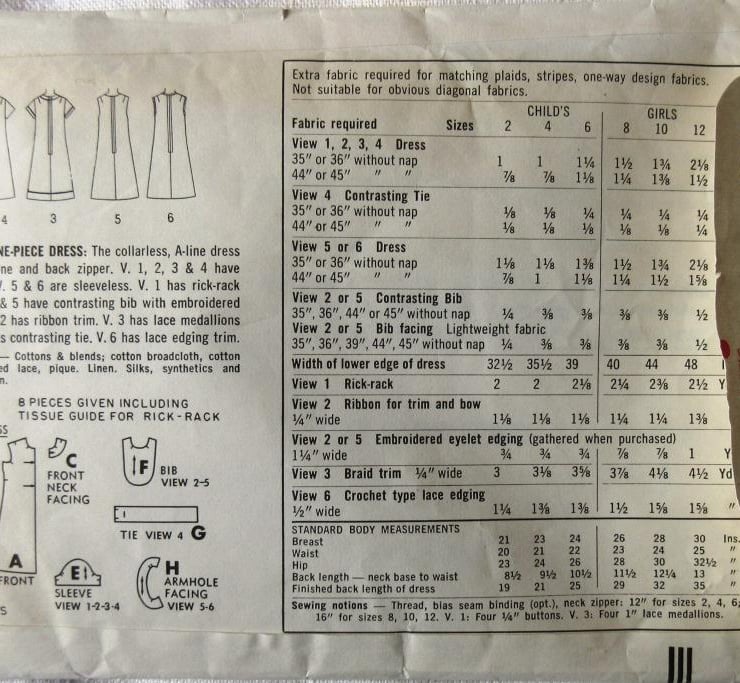 4 3 5 6
NE-PIECE DRESS: The collarless, A-line dress
ne and back zipper. V. 1, 2, 3 & 4 have
V. 5 & 6 are sleeveless. V. 1 has rick-rack
& 5 have contrasting bib with embroidered
2 has ribbon trim. V. 3 has lace medallions
s contrasting tie. V. 6 has lace edging trim.
— Cottons & blends; cotton broadcloth, cotton
ed lace, pique. Linen. Silks, synthetics and
n.
8 PIECES GIVEN INCLUDING
TISSUE GUIDE FOR RICK-RACK
SS
C
FRONT
NECK
FACING
F BIB
VIEW 2-5
TIE VIEW 4 G
A
FRONT
E
SLEEVE
VIEW 1-2-3-4
H
ARMHOLE
FACING
VIEW 5-6
S
Extra fabric required for matching plaids, stripes, one-way design fabrics.
Not suitable for obvious diagonal fabrics.
CHILD'S GIRLS
Fabric required Sizes 2 4 6 8 10 12
View 1, 2, 3, 4 Dress
35" or 36" without nap 1 1 1¼ 1½ 1¾ 2⅛
44" or 45" " " ⅞ ⅞ 1⅛ 1¼ 1⅜ 1½
View 4 Contrasting Tie
35" or 36" without nap ⅛ ⅛ ¼ ¼ ¼ ¼
44" or 45" " " ⅛ ⅛ ⅛ ⅛ ⅛ ¼
View 5 or 6 Dress
35" or 36" without nap 1⅛ 1⅛ 1⅜ 1½ 1¾ 2⅛
44" or 45" " " ⅞ 1 1⅛ 1¼ 1½ 1⅝
View 2 or 5 Contrasting Bib
35", 36", 44" or 45" without nap ¼ ⅜ ⅜ ⅜ ⅜ ½
View 2 or 5 Bib facing Lightweight fabric
35", 36", 39", 44", 45" without nap ¼ ⅜ ⅜ ⅜ ⅜ ½
Width of lower edge of dress 32½ 35½ 39 40 44 48 I
View 1 Rick-rack 2 2 2⅛ 2¼ 2⅜ 2½ Y
View 2 Ribbon for trim and bow
¼" wide 1⅛ 1⅛ 1⅛ 1¼ 1¼ 1⅜
View 2 or 5 Embroidered eyelet edging (gathered when purchased)
1¼" wide ¾ ¾ ¾ ⅞ ⅞ 1 Y
View 3 Braid trim ¼" wide 3 3⅛ 3⅝ 3⅞ 4⅛ 4½ Yd
View 6 Crochet type lace edging
½" wide 1¼ 1⅜ 1⅜ 1½ 1⅝ 1⅝ "
STANDARD BODY MEASUREMENTS
Breast 21 23 24 26 28 30 Ins.
Waist 20 21 22 23 24 25 "
Hip 23 24 26 28 30 32½ "
Back length — neck base to waist 8½ 9½ 10½ 11½ 12¼ 13 "
Finished back length of dress 19 21 25 29 32 35 "
Sewing notions — Thread, bias seam binding (opt.), neck zipper: 12" for sizes 2, 4, 6;
16" for sizes 8, 10, 12. V. 1: Four ¼" buttons. V. 3: Four 1" lace medallions.